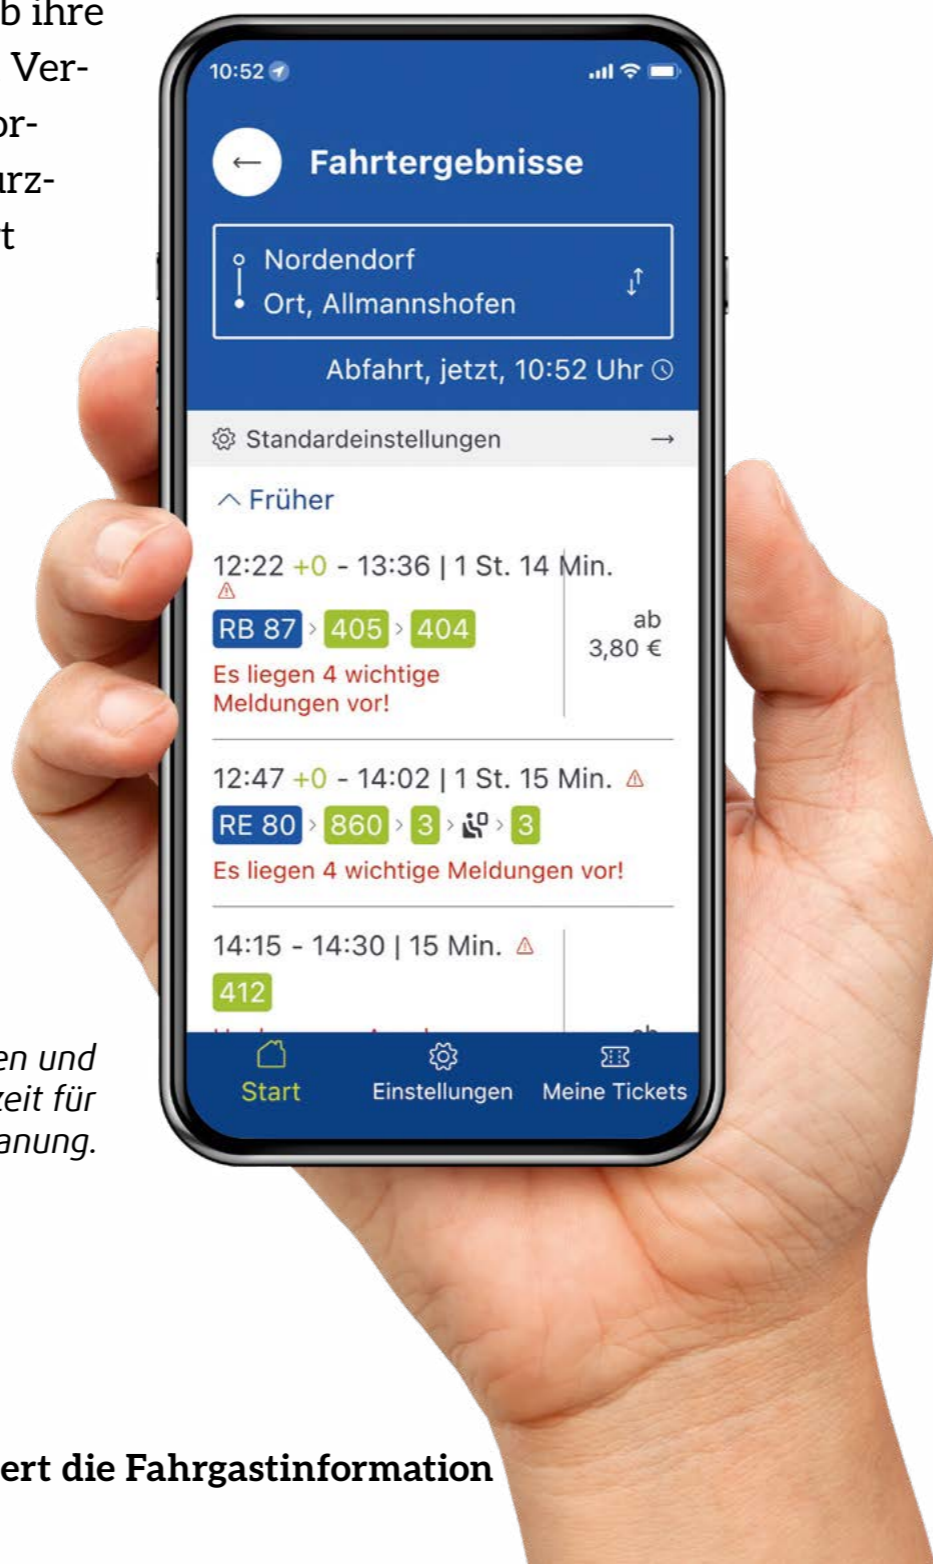 b ihre
Ver-
or-
urz-
t
10:52
Fahrtergebnisse
Nordendorf
Ort, Allmannshofen
Abfahrt, jetzt, 10:52 Uhr
Standardeinstellungen →
Früher
12:22 +0 - 13:36 | 1 St. 14 Min.
RB 87 > 405 > 404
ab
3,80 €
Es liegen 4 wichtige
Meldungen vor!
12:47 +0 - 14:02 | 1 St. 15 Min.
RE 80 > 860 > 3 > > 3
Es liegen 4 wichtige Meldungen vor!
14:15 - 14:30 | 15 Min.
412
ab
Start Einstellungen Meine Tickets
en und
zeit für
anung.
ert die Fahrgastinformation